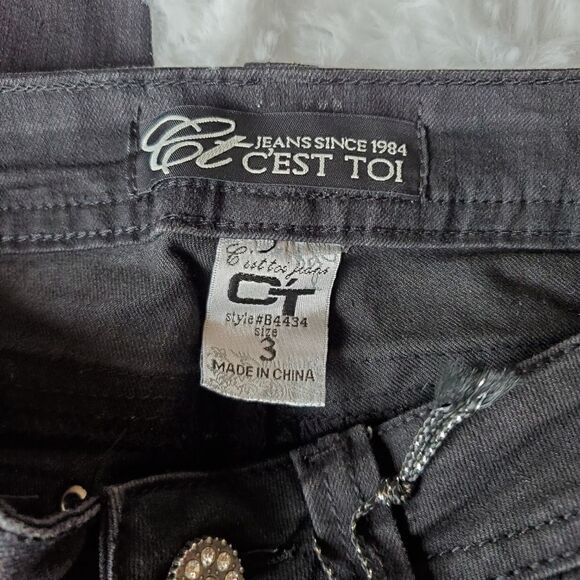 Ct JEANS SINCE 1984
C'EST TOI
C'est toi jeans
C'T
style#B4434
size
3
MADE IN CHINA